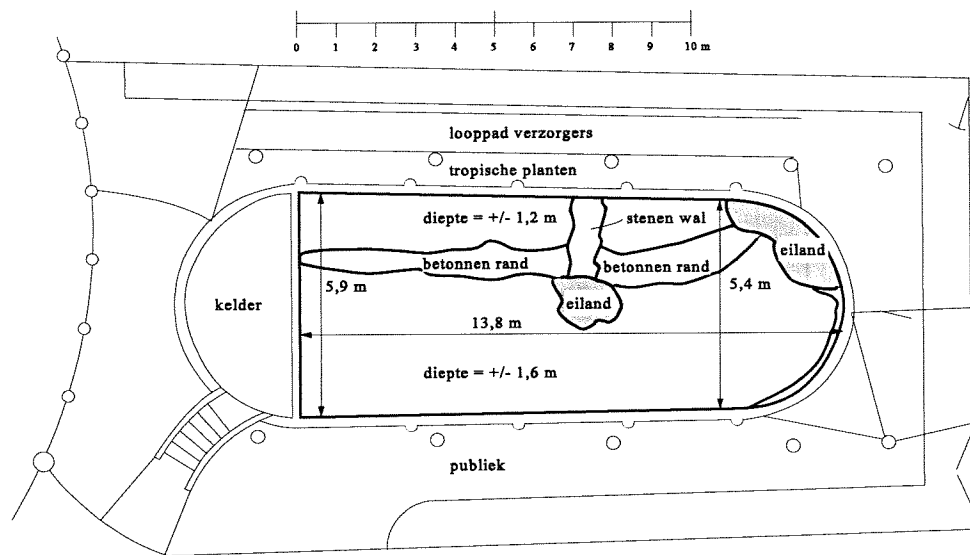 0 1 2 3 4 5 6 7 8 9 10 m
looppad verzorgers
tropische planten
diepte = +/- 1,2 m
stenen wal
eiland
betonnen rand
betonnen rand
5,9 m
5,4 m
kelder
eiland
13,8 m
diepte = +/- 1,6 m
publiek